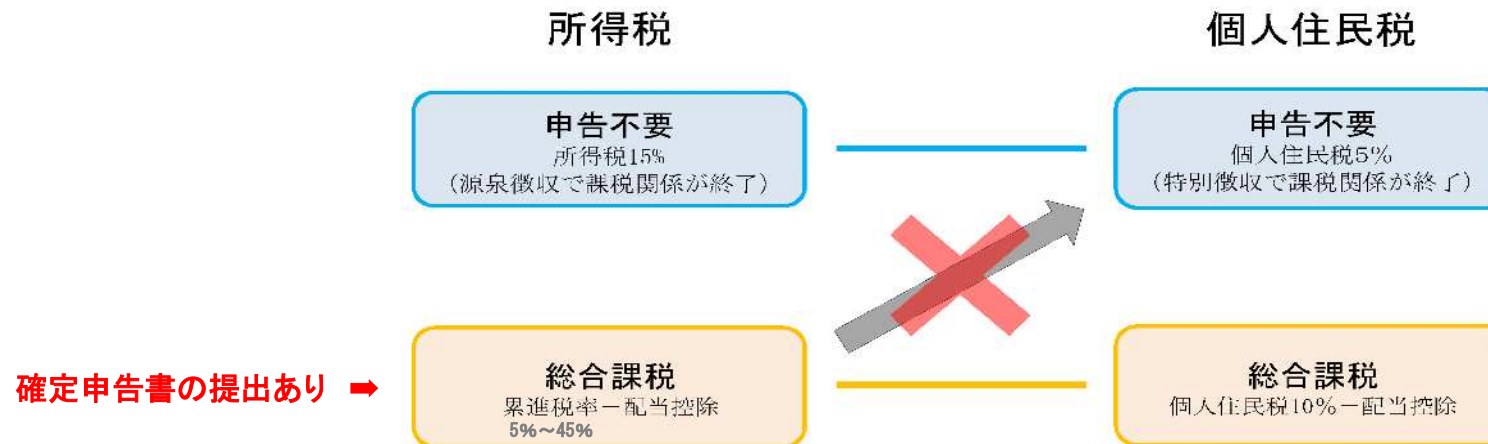 所得税
個人住民税
申告不要
所得税15%
（源泉徴収で課税関係が終了）
申告不要
個人住民税5%
（特別徴収で課税関係が終了）
確定申告書の提出あり ➡
総合課税
累進税率－配当控除
5%～45%
総合課税
個人住民税10%－配当控除